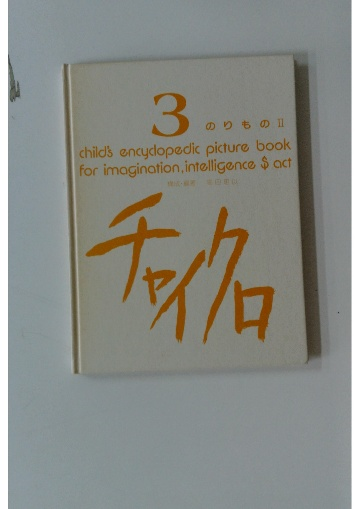 3 のりものII
child's encyclopedic picture book
for imagination, intelligence $ act
チャイクロ